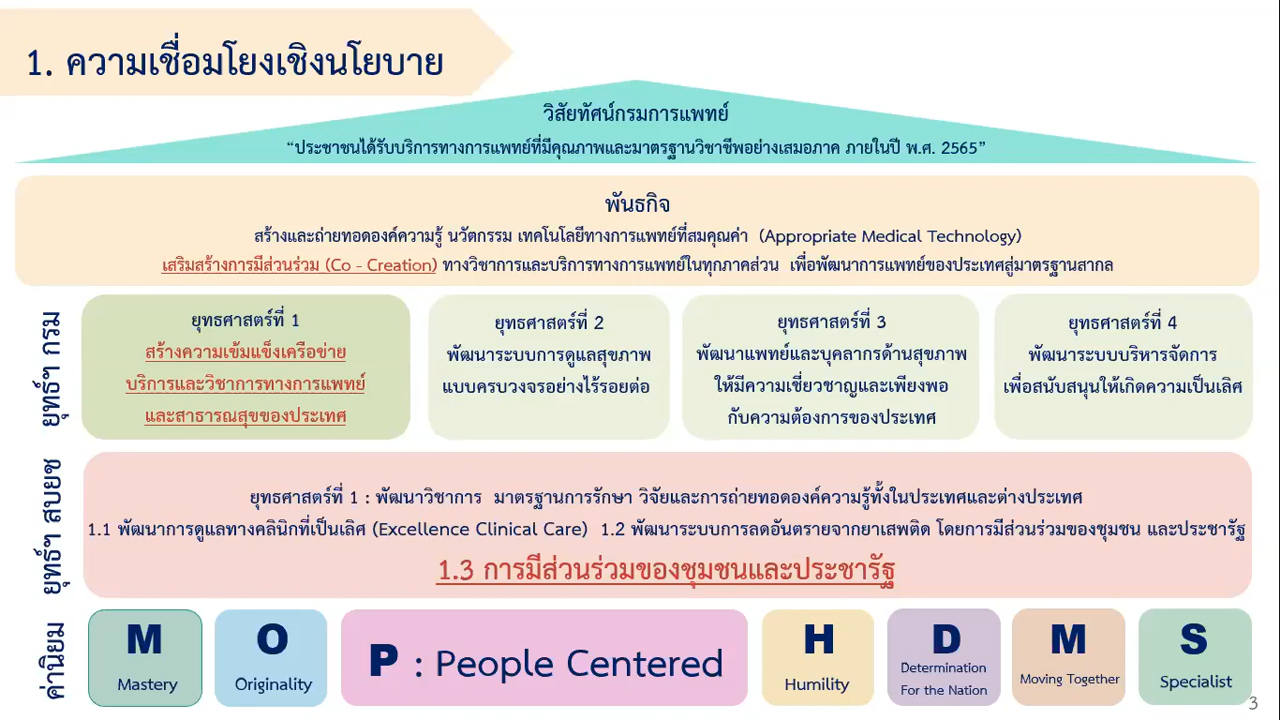 1. ความเชื่อมโยงเชิงนโยบาย
วิสัยทัศน์กรมการแพทย์
“ประชาชนได้รับบริการทางการแพทย์ที่มีคุณภาพและมาตรฐานวิชาชีพอย่างเสมอภาค ภายในปี พ.ศ. 2565”
พันธกิจ
สร้างและถ่ายทอดองค์ความรู้ นวัตกรรม เทคโนโลยีทางการแพทย์ที่สมคุณค่า (Appropriate Medical Technology)
เสริมสร้างการมีส่วนร่วม (Co - Creation) ทางวิชาการและบริการทางการแพทย์ในทุกภาคส่วน เพื่อพัฒนาการแพทย์ของประเทศสู่มาตรฐานสากล
ยุทธ์ฯ กรม
ยุทธศาสตร์ที่ 1
สร้างความเข้มแข็งเครือข่าย
บริการและวิชาการทางการแพทย์
และสาธารณสุขของประเทศ
ยุทธศาสตร์ที่ 2
พัฒนาระบบการดูแลสุขภาพ
แบบครบวงจรอย่างไร้รอยต่อ
ยุทธศาสตร์ที่ 3
พัฒนาแพทย์และบุคลากรด้านสุขภาพ
ให้มีความเชี่ยวชาญและเพียงพอ
กับความต้องการของประเทศ
ยุทธศาสตร์ที่ 4
พัฒนาระบบบริหารจัดการ
เพื่อสนับสนุนให้เกิดความเป็นเลิศ
ยุทธ์ฯ สบยช
ยุทธศาสตร์ที่ 1 : พัฒนาวิชาการ มาตรฐานการรักษา วิจัยและการถ่ายทอดองค์ความรู้ทั้งในประเทศและต่างประเทศ
1.1 พัฒนาการดูแลทางคลินิกที่เป็นเลิศ (Excellence Clinical Care) 1.2 พัฒนาระบบการลดอันตรายจากยาเสพติด โดยการมีส่วนร่วมของชุมชน และประชารัฐ
1.3 การมีส่วนร่วมของชุมชนและประชารัฐ
ค่านิยม
M
Mastery
O
Originality
P : People Centered
H
Humility
D
Determination
For the Nation
M
Moving Together
S
Specialist
3